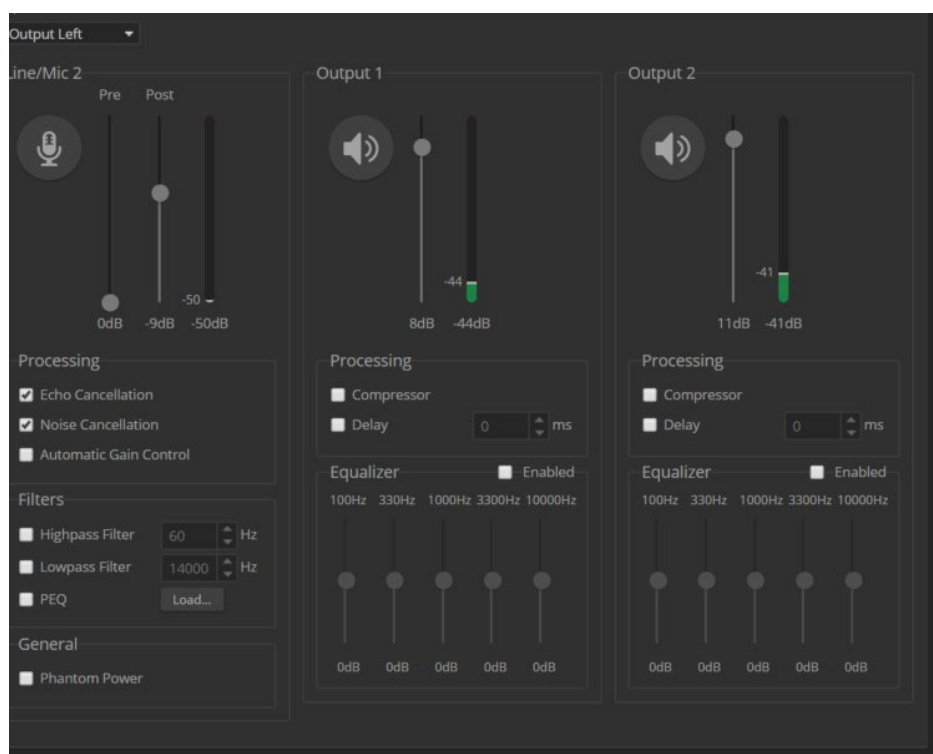 Output Left
Line/Mic 2
Pre Post
-50
0dB -9dB -50dB
Processing
Echo Cancellation
Noise Cancellation
Automatic Gain Control
Filters
Highpass Filter 60 Hz
Lowpass Filter 14000 Hz
PEQ Load...
General
Phantom Power
Output 1
-44
8dB -44dB
Processing
Compressor
Delay 0 ms
Equalizer Enabled
100Hz 330Hz 1000Hz 3300Hz 10000Hz
0dB 0dB 0dB 0dB 0dB
Output 2
-41
11dB -41dB
Processing
Compressor
Delay 0 ms
Equalizer Enabled
100Hz 330Hz 1000Hz 3300Hz 10000Hz
0dB 0dB 0dB 0dB 0dB